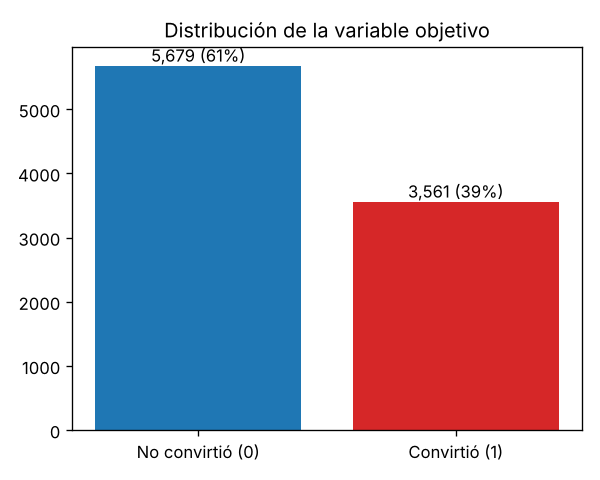 Distribución de la variable objetivo
5,679 (61%)
3,561 (39%)
5000
4000
3000
2000
1000
0
No convirtió (0)
Convirtió (1)